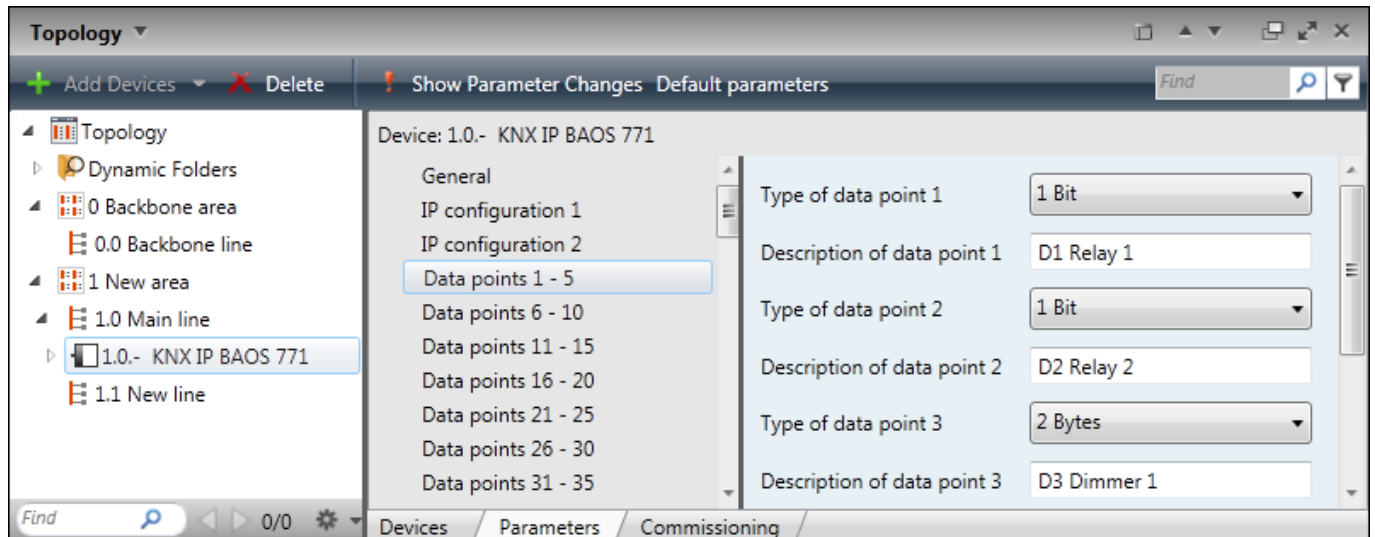 Topology
Add Devices Delete Show Parameter Changes Default parameters Find
Topology
Dynamic Folders
0 Backbone area
0.0 Backbone line
1 New area
1.0 Main line
1.0.- KNX IP BAOS 771
1.1 New line
Find 0/0
Device: 1.0.- KNX IP BAOS 771
General
IP configuration 1
IP configuration 2
Data points 1 - 5
Data points 6 - 10
Data points 11 - 15
Data points 16 - 20
Data points 21 - 25
Data points 26 - 30
Data points 31 - 35
Type of data point 1 1 Bit
Description of data point 1 D1 Relay 1
Type of data point 2 1 Bit
Description of data point 2 D2 Relay 2
Type of data point 3 2 Bytes
Description of data point 3 D3 Dimmer 1
Devices Parameters Commissioning